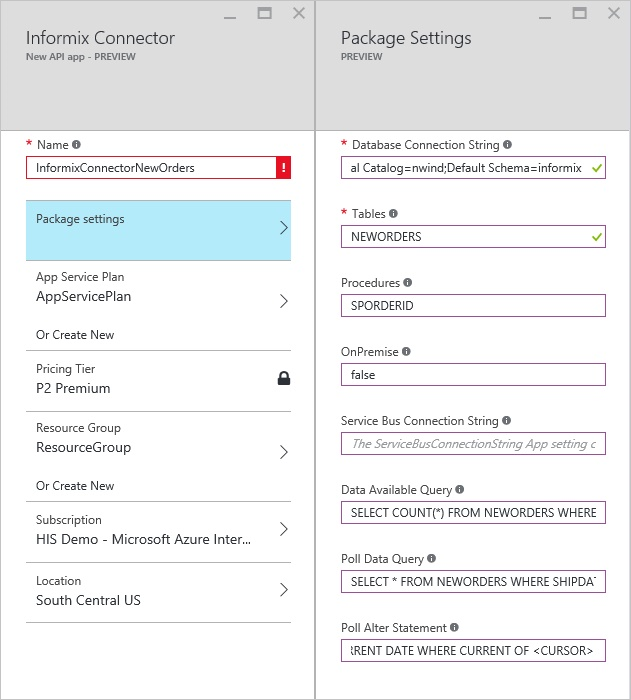 Informix Connector
New API app - PREVIEW
* Name
InformixConnectorNewOrders
!
Package settings
App Service Plan
AppServicePlan
Or Create New
Pricing Tier
P2 Premium
Resource Group
ResourceGroup
Or Create New
Subscription
HIS Demo - Microsoft Azure Inter...
Location
South Central US
Package Settings
PREVIEW
* Database Connection String
al Catalog=nwind;Default Schema=informix
* Tables
NEWORDERS
Procedures
SPORDERID
OnPremise
false
Service Bus Connection String
The ServiceBusConnectionString App setting c
Data Available Query
SELECT COUNT(*) FROM NEWORDERS WHERE
Poll Data Query
SELECT * FROM NEWORDERS WHERE SHIPDA
Poll Alter Statement
RRENT DATE WHERE CURRENT OF <CURSOR>